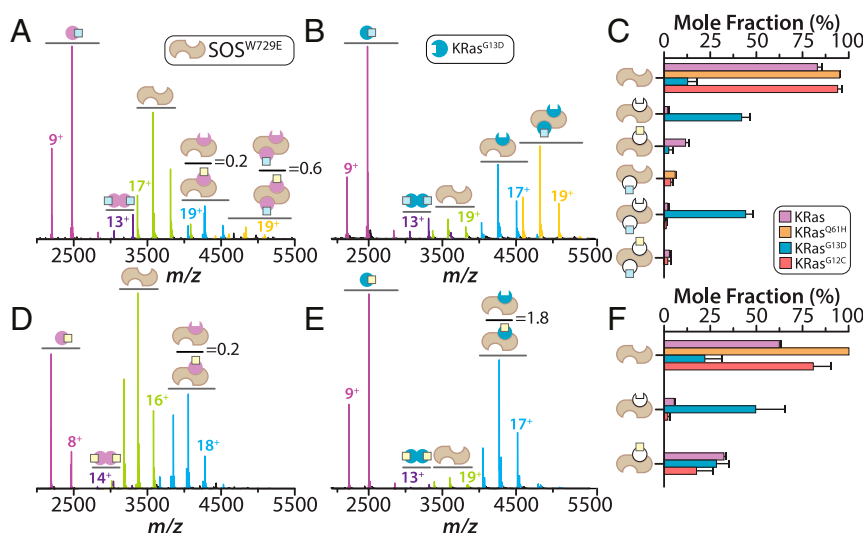 A
SOS^W729E
9+
13+
17+
=0.2
19+
=0.6
19+
2500 3500 4500 5500
m/z
B
KRas^G13D
9+
13+
19+
17+
19+
2500 3500 4500 5500
m/z
C
Mole Fraction (%)
0 25 50 75 100
KRas
KRas^Q61H
KRas^G13D
KRas^G12C
D
8+
14+
16+
=0.2
18+
2500 3500 4500 5500
m/z
E
9+
13+
19+
=1.8
17+
2500 3500 4500 5500
m/z
F
Mole Fraction (%)
0 25 50 75 100